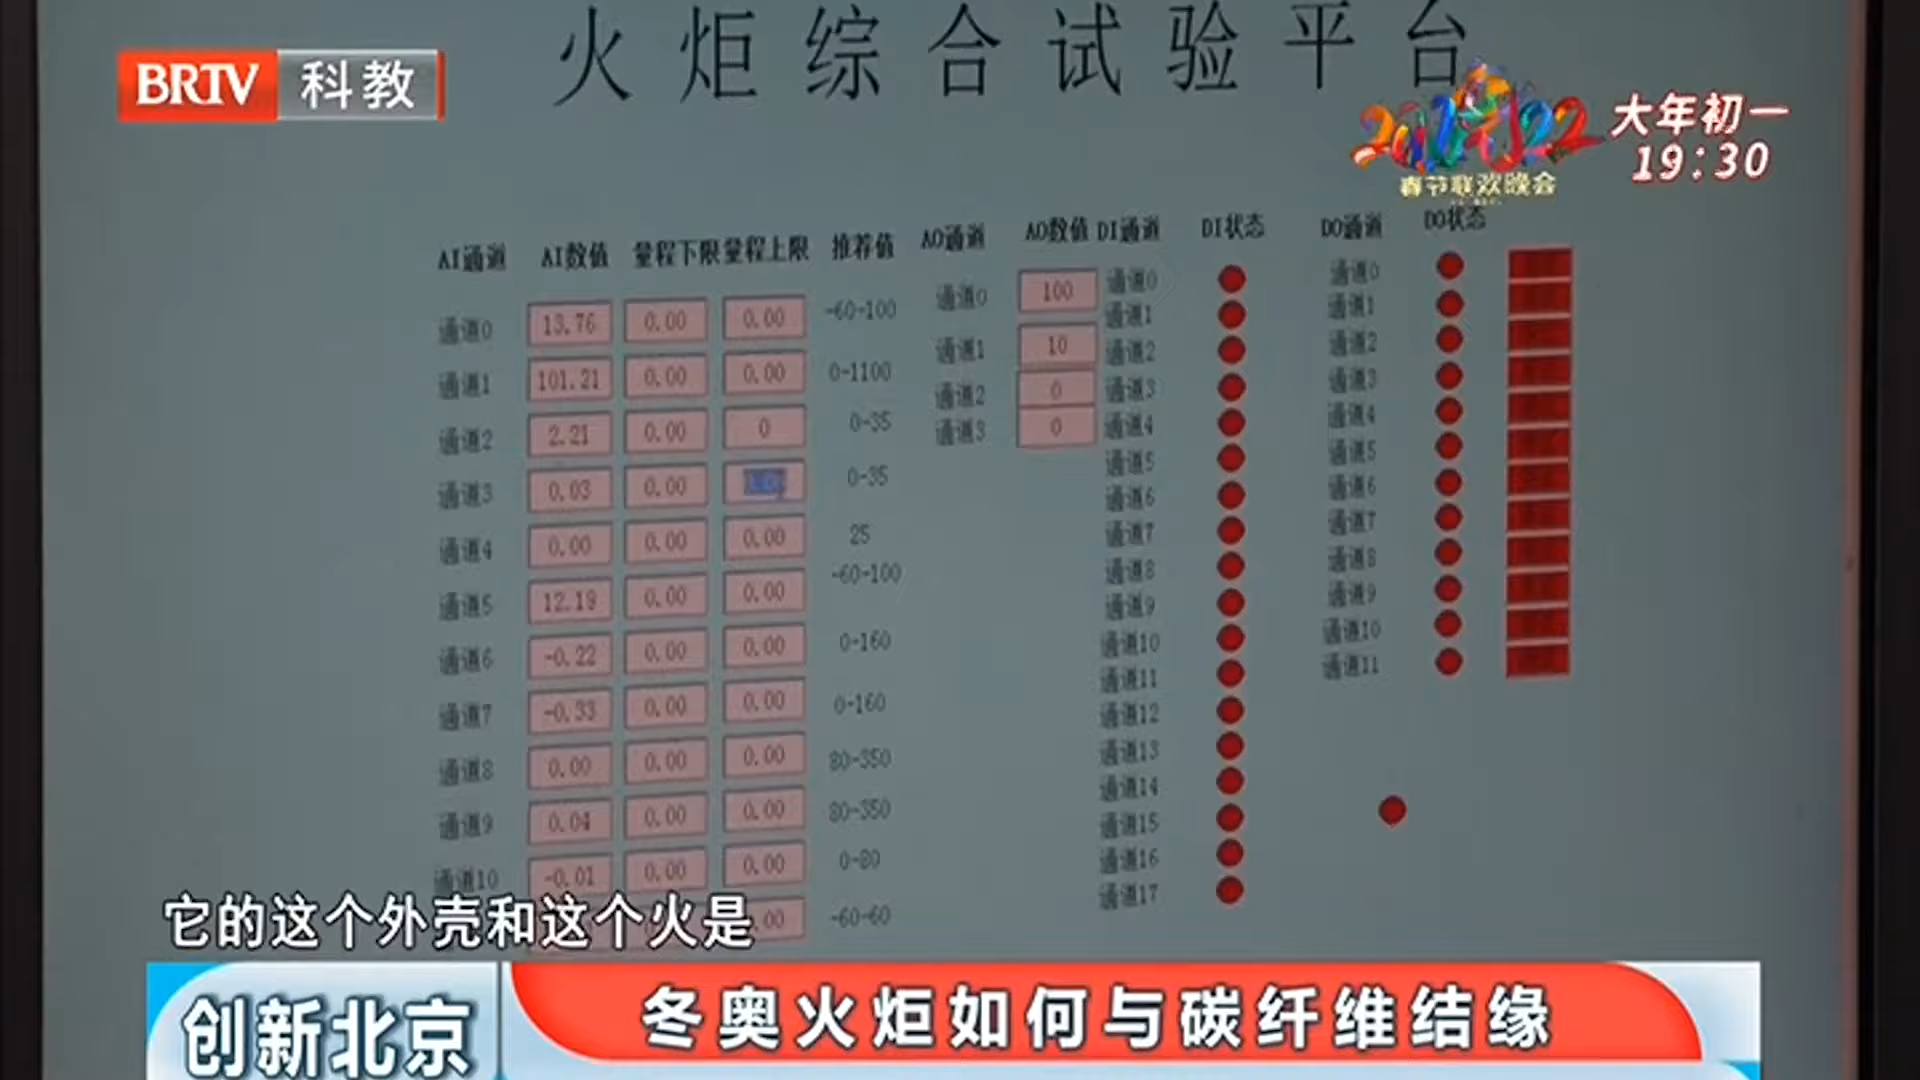 火炬综合试验平台
BRTV 科教
2022
春节联欢晚会
大年初一
19:30
AI通道 AI数值 量程下限 量程上限 推荐值 AO通道 AO数值 DI通道 DI状态 DO通道 DO状态
通道0 13.76 0.00 0.00 -60-100 通道0 100 通道0 通道0
通道1 101.21 0.00 0.00 0-1100 通道1 10 通道1 通道1
通道2 2.21 0.00 0 0-35 通道2 0 通道2 通道2
通道3 0.03 0.00 0-35 通道3 0 通道3 通道3
通道4 0.00 0.00 0.00 25 通道4 通道4
通道5 12.19 0.00 0.00 -60-100 通道5 通道5
通道6 -0.22 0.00 0.00 0-160 通道6 通道6
通道7 -0.33 0.00 0.00 0-160 通道7 通道7
通道8 0.00 0.00 0.00 80-350 通道8 通道8
通道9 0.04 0.00 0.00 80-350 通道9 通道9
通道10 -0.01 0.00 0.00 0-80 通道10 通道10
.00 -60-60 通道11 通道11
通道12
通道13
通道14
通道15
通道16
通道17
它的这个外壳和这个火是
创新北京
冬奥火炬如何与碳纤维结缘